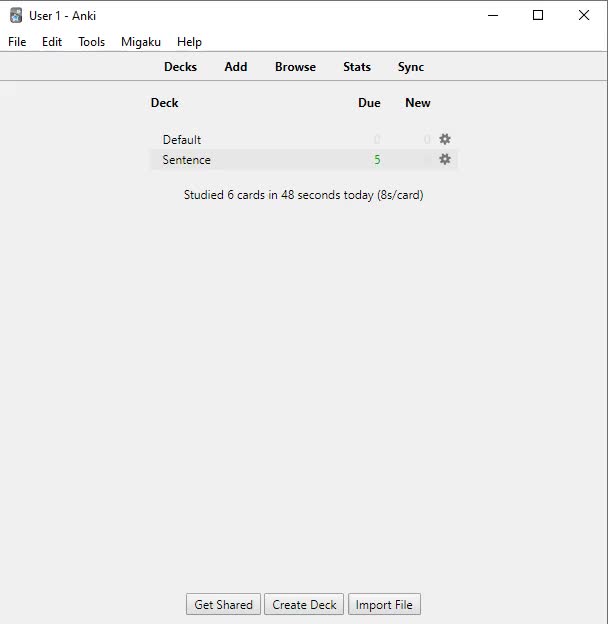 User 1 - Anki
File Edit Tools Migaku Help
Decks Add Browse Stats Sync
Deck Due New
Default 0 0
Sentence 5
Studied 6 cards in 48 seconds today (8s/card)
Get Shared Create Deck Import File